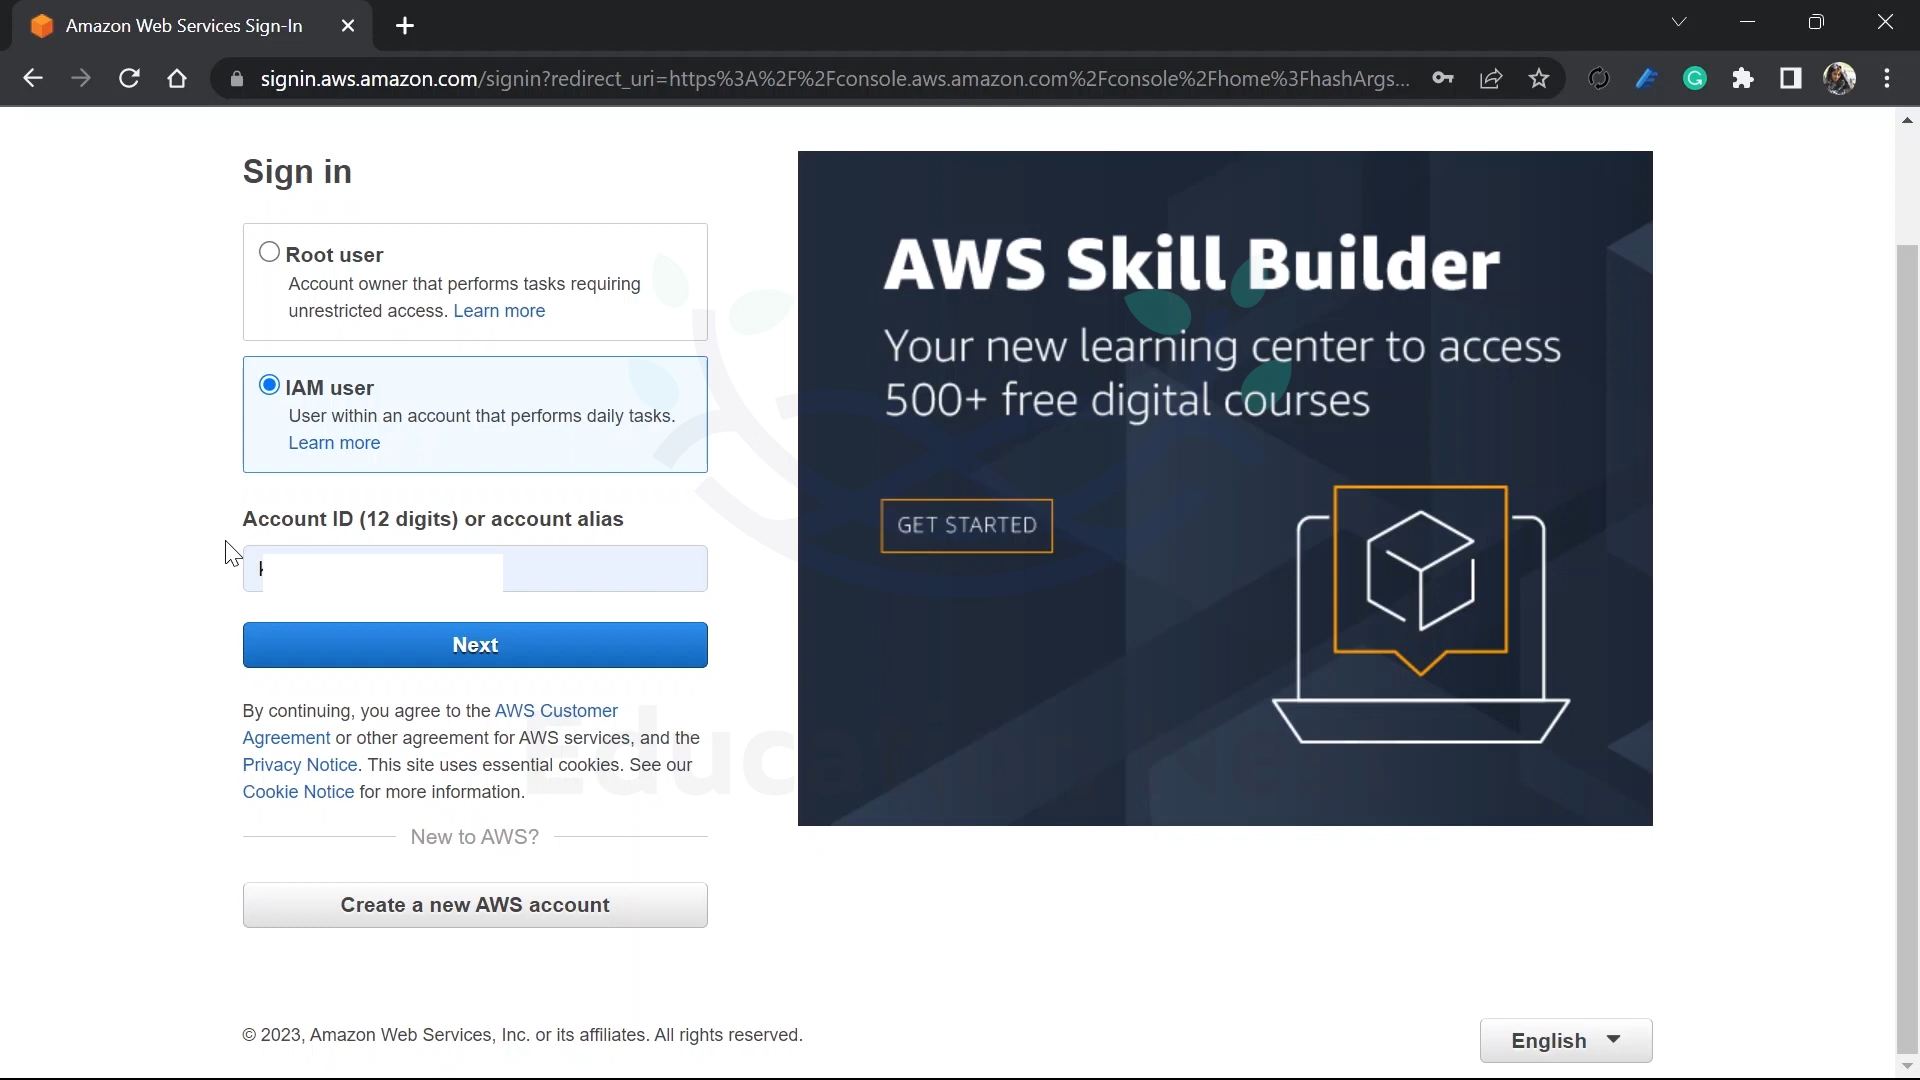 Amazon Web Services Sign-In
signin.aws.amazon.com/signin?redirect_uri=https%3A%2F%2Fconsole.aws.amazon.com%2Fconsole%2Fhome%3FhashArgs...
Sign in
Root user
Account owner that performs tasks requiring
unrestricted access. Learn more
IAM user
User within an account that performs daily tasks.
Learn more
Account ID (12 digits) or account alias
Next
By continuing, you agree to the AWS Customer
Agreement or other agreement for AWS services, and the
Privacy Notice. This site uses essential cookies. See our
Cookie Notice for more information.
New to AWS?
Create a new AWS account
AWS Skill Builder
Your new learning center to access
500+ free digital courses
GET STARTED
© 2023, Amazon Web Services, Inc. or its affiliates. All rights reserved.
English